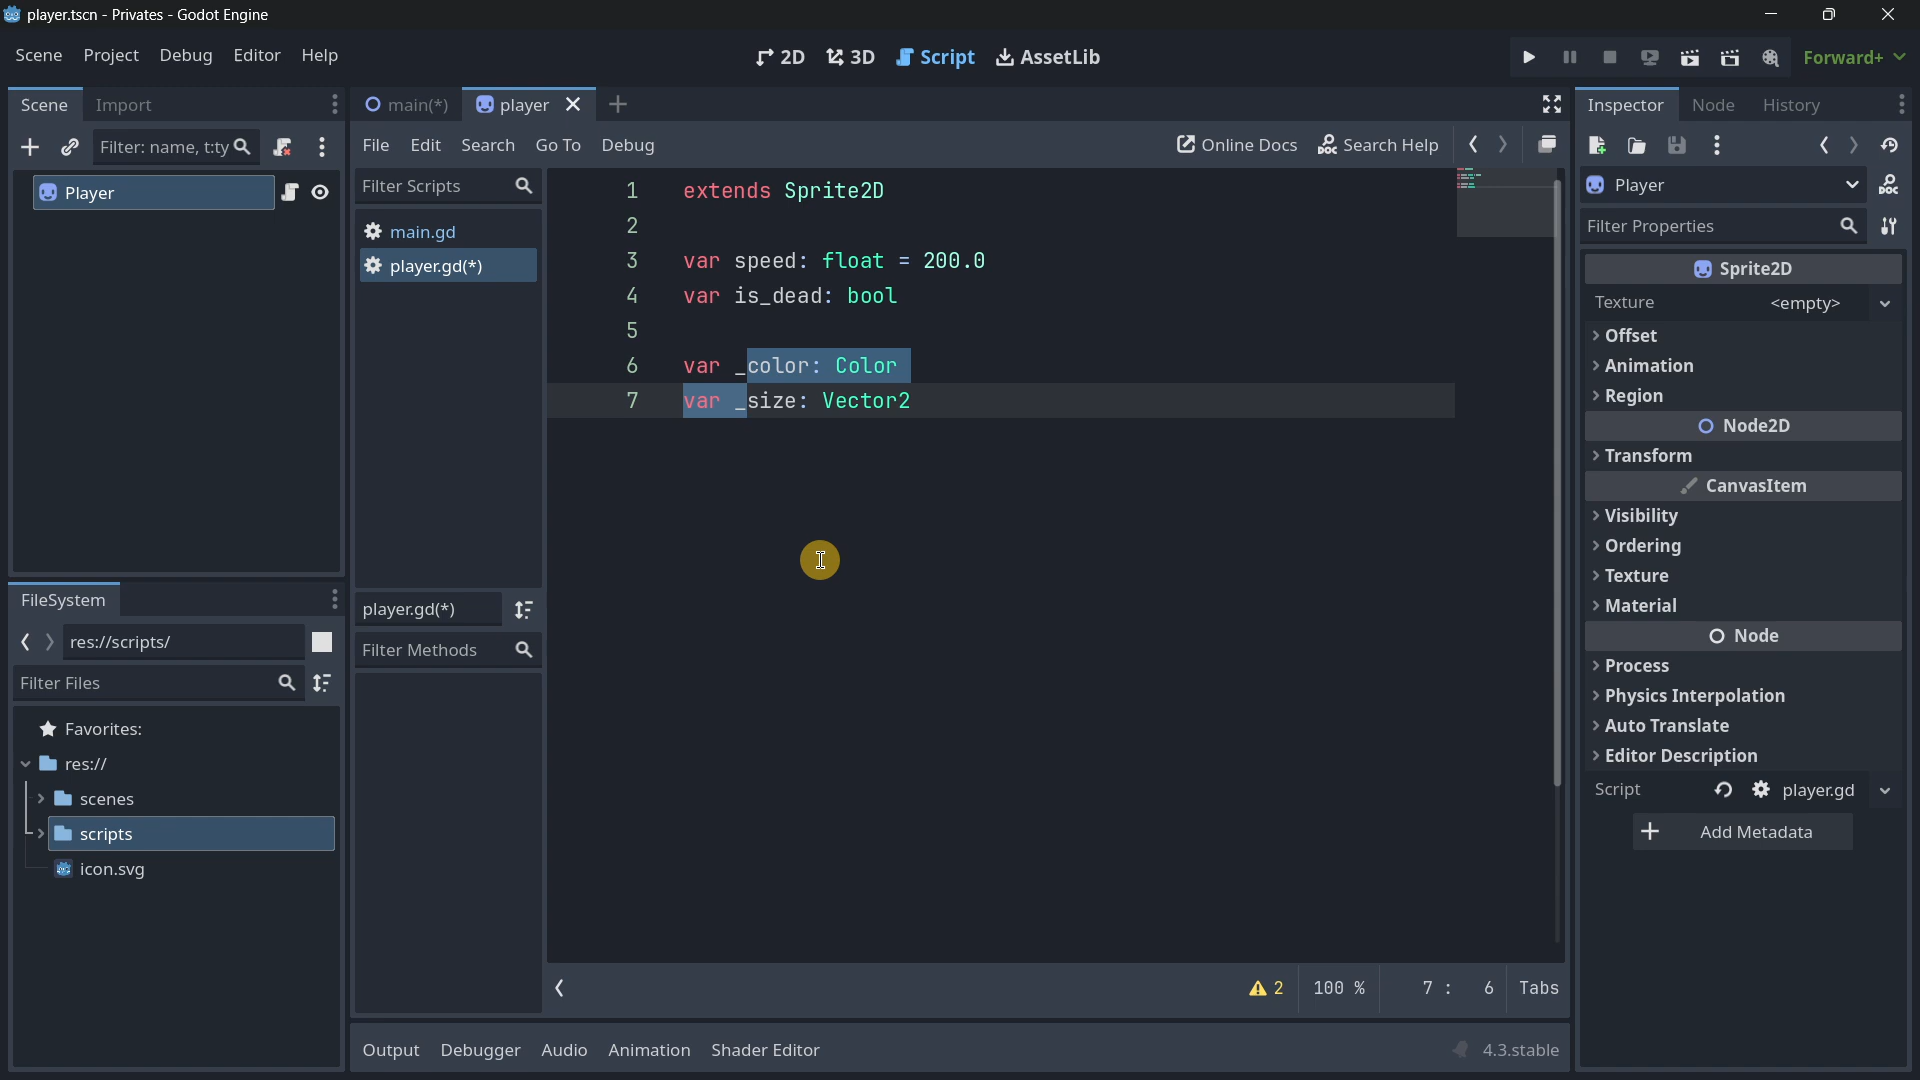 player.tscn - Privates - Godot Engine
Scene Project Debug Editor Help
2D 3D Script AssetLib
Forward+
Scene Import
Filter: name, t:ty
Player
FileSystem
res://scripts/
Filter Files
Favorites:
res://
scenes
scripts
icon.svg
main(*) player
File Edit Search Go To Debug
Online Docs Search Help
Filter Scripts
main.gd
player.gd(*)
player.gd(*)
Filter Methods
1 extends Sprite2D
2
3 var speed: float = 200.0
4 var is_dead: bool
5
6 var _color: Color
7 var _size: Vector2
2 100 % 7 : 6 Tabs
Output Debugger Audio Animation Shader Editor
4.3.stable
Inspector Node History
Player
Filter Properties
Sprite2D
Texture <empty>
Offset
Animation
Region
Node2D
Transform
CanvasItem
Visibility
Ordering
Texture
Material
Node
Process
Physics Interpolation
Auto Translate
Editor Description
Script player.gd
Add Metadata